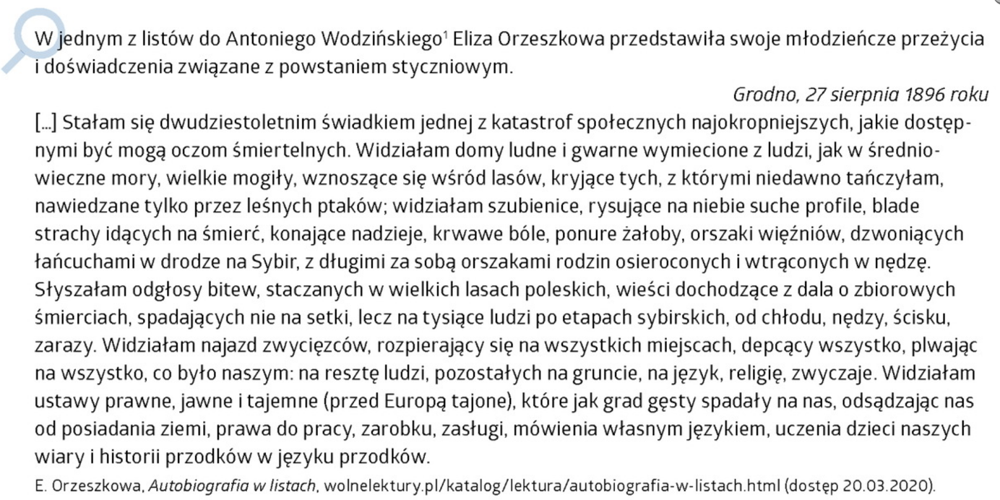 W jednym z listów do Antoniego Wodzińskiego¹ Eliza Orzeszkowa przedstawiła swoje młodzieńcze przeżycia
i doświadczenia związane z powstaniem styczniowym.
Grodno, 27 sierpnia 1896 roku
[...] Stałam się dwudziestoletnim świadkiem jednej z katastrof społecznych najokropniejszych, jakie dostęp-
nymi być mogą oczom śmiertelnych. Widziałam domy ludne i gwarne wymiecione z ludzi, jak w średnio-
wieczne mory, wielkie mogiły, wznoszące się wśród lasów, kryjące tych, z którymi niedawno tańczyłam,
nawiedzane tylko przez leśnych ptaków; widziałam szubienice, rysujące na niebie suche profile, blade
strachy idących na śmierć, konające nadzieje, krwawe bóle, ponure żałoby, orszaki więźniów, dzwoniących
łańcuchami w drodze na Sybir, z długimi za sobą orszakami rodzin osieroconych i wtrąconych w nędzę.
Słyszałam odgłosy bitew, staczanych w wielkich lasach poleskich, wieści dochodzące z dala o zbiorowych
śmierciach, spadających nie na setki, lecz na tysiące ludzi po etapach sybirskich, od chłodu, nędzy, ścisku,
zarazy. Widziałam najazd zwycięzców, rozpierający się na wszystkich miejscach, depcący wszystko, plwając
na wszystko, co było naszym: na resztę ludzi, pozostałych na gruncie, na język, religię, zwyczaje. Widziałam
ustawy prawne, jawne i tajemne (przed Europą tajone), które jak grad gęsty spadały na nas, odsądzając nas
od posiadania ziemi, prawa do pracy, zarobku, zasługi, mówienia własnym językiem, uczenia dzieci naszych
wiary i historii przodków w języku przodków.
E. Orzeszkowa, Autobiografia w listach, wolnelektury.pl/katalog/lektura/autobiografia-w-listach.html (dostęp 20.03.2020).